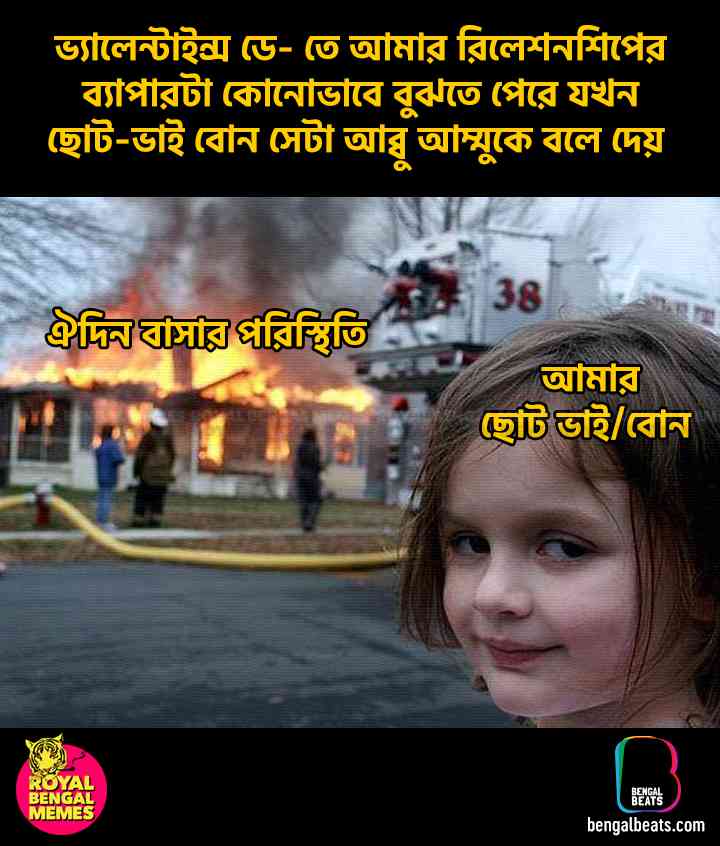 ভ্যালেন্টাইন্স ডে- তে আমার রিলেশনশিপের
ব্যাপারটা কোনোভাবে বুঝতে পেরে যখন
ছোট-ভাই বোন সেটা আব্বু আম্মুকে বলে দেয়
38
ঐদিন বাসার পরিস্থিতি
আমার
ছোট ভাই/বোন
ROYAL
BENGAL
MEMES
BENGAL
BEATS
bengalbeats.com